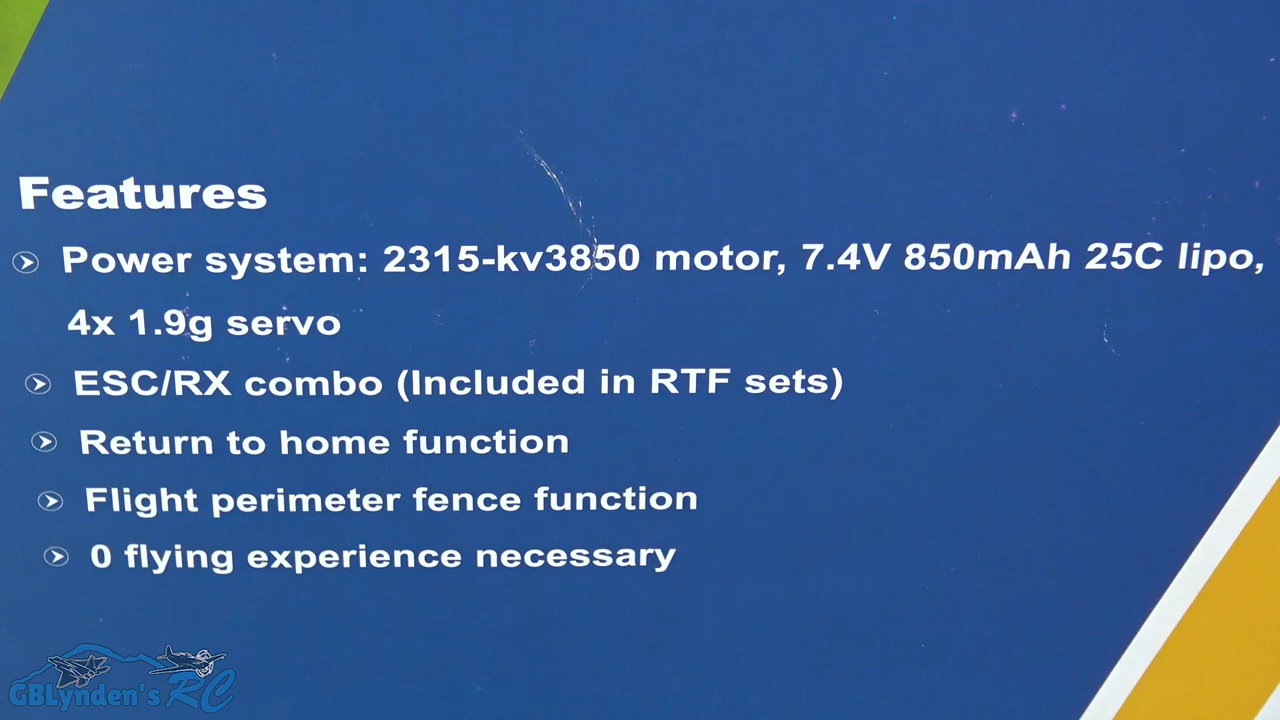 Features
Power system: 2315-kv3850 motor, 7.4V 850mAh 25C lipo,
4x 1.9g servo
ESC/RX combo (Included in RTF sets)
Return to home function
Flight perimeter fence function
0 flying experience necessary
GBLynden's RC